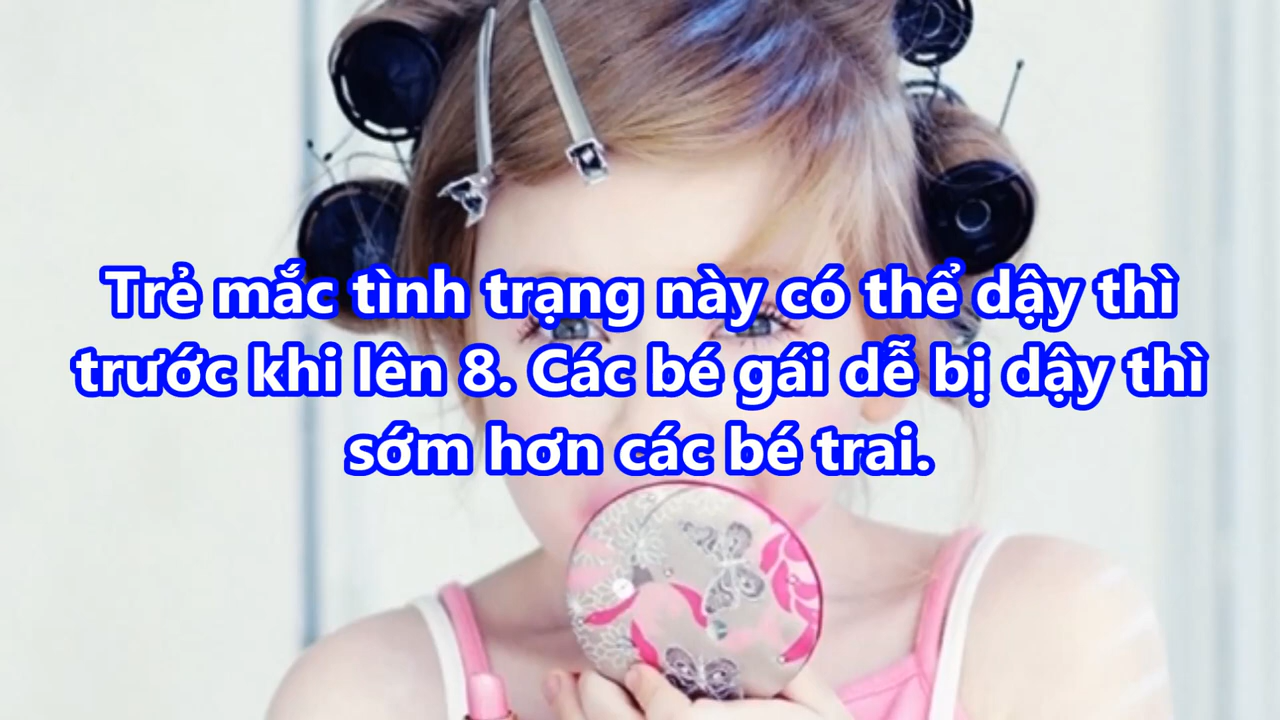 Trẻ mắc tình trạng này có thể dậy thì
trước khi lên 8. Các bé gái dễ bị dậy thì
sớm hơn các bé trai.